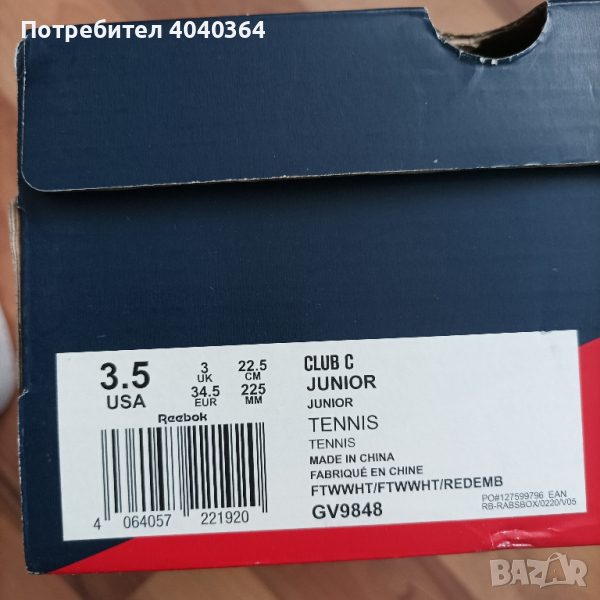 Потребител 4040364
3.5
USA
3
UK
34.5
EUR
22.5
CM
225
MM
Reebok
4 064057 221920
CLUB C
JUNIOR
JUNIOR
TENNIS
TENNIS
MADE IN CHINA
FABRIQUÉ EN CHINE
FTWWHT/FTWWHT/REDEMB
GV9848
PO#127599796 EAN
RB-RABSBOX/0220/V05
BAZAR